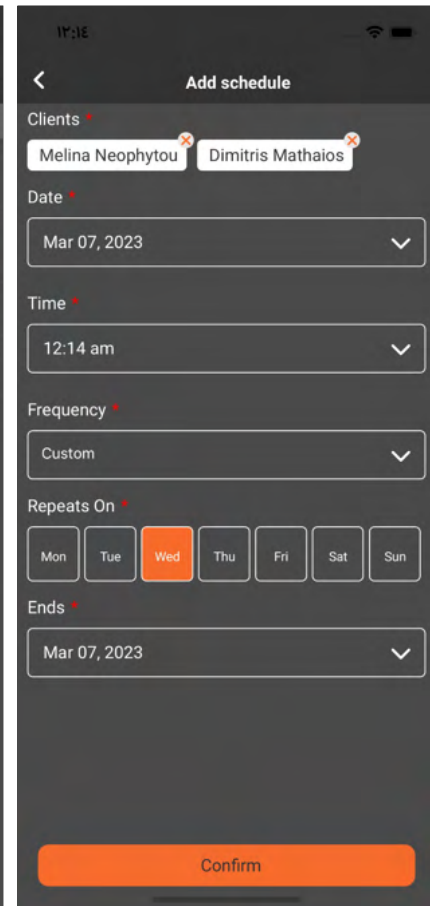 ١٢:١٤
Add schedule
Clients *
Melina Neophytou Dimitris Mathaios
Date *
Mar 07, 2023
Time *
12:14 am
Frequency *
Custom
Repeats On *
Mon Tue Wed Thu Fri Sat Sun
Ends *
Mar 07, 2023
Confirm